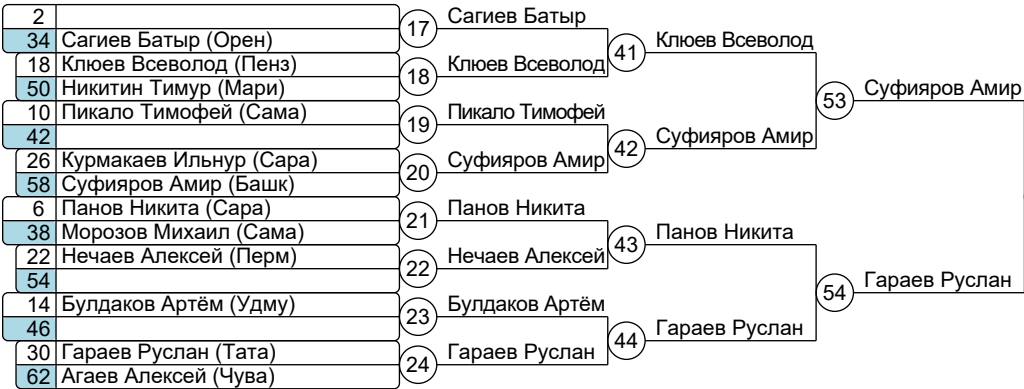 2
34 Сагиев Батыр (Орен)
18 Клюев Всеволод (Пенз)
50 Никитин Тимур (Мари)
10 Пикало Тимофей (Сама)
42
26 Курмакаев Ильнур (Сара)
58 Суфияров Амир (Башк)
6 Панов Никита (Сара)
38 Морозов Михаил (Сама)
22 Нечаев Алексей (Перм)
54
14 Булдаков Артём (Удму)
46
30 Гараев Руслан (Тата)
62 Агаев Алексей (Чува)
17 Сагиев Батыр
18 Клюев Всеволод
19 Пикало Тимофей
20 Суфияров Амир
21 Панов Никита
22 Нечаев Алексей
23 Булдаков Артём
24 Гараев Руслан
41 Клюев Всеволод
42 Суфияров Амир
43 Панов Никита
44 Гараев Руслан
53 Суфияров Амир
54 Гараев Руслан